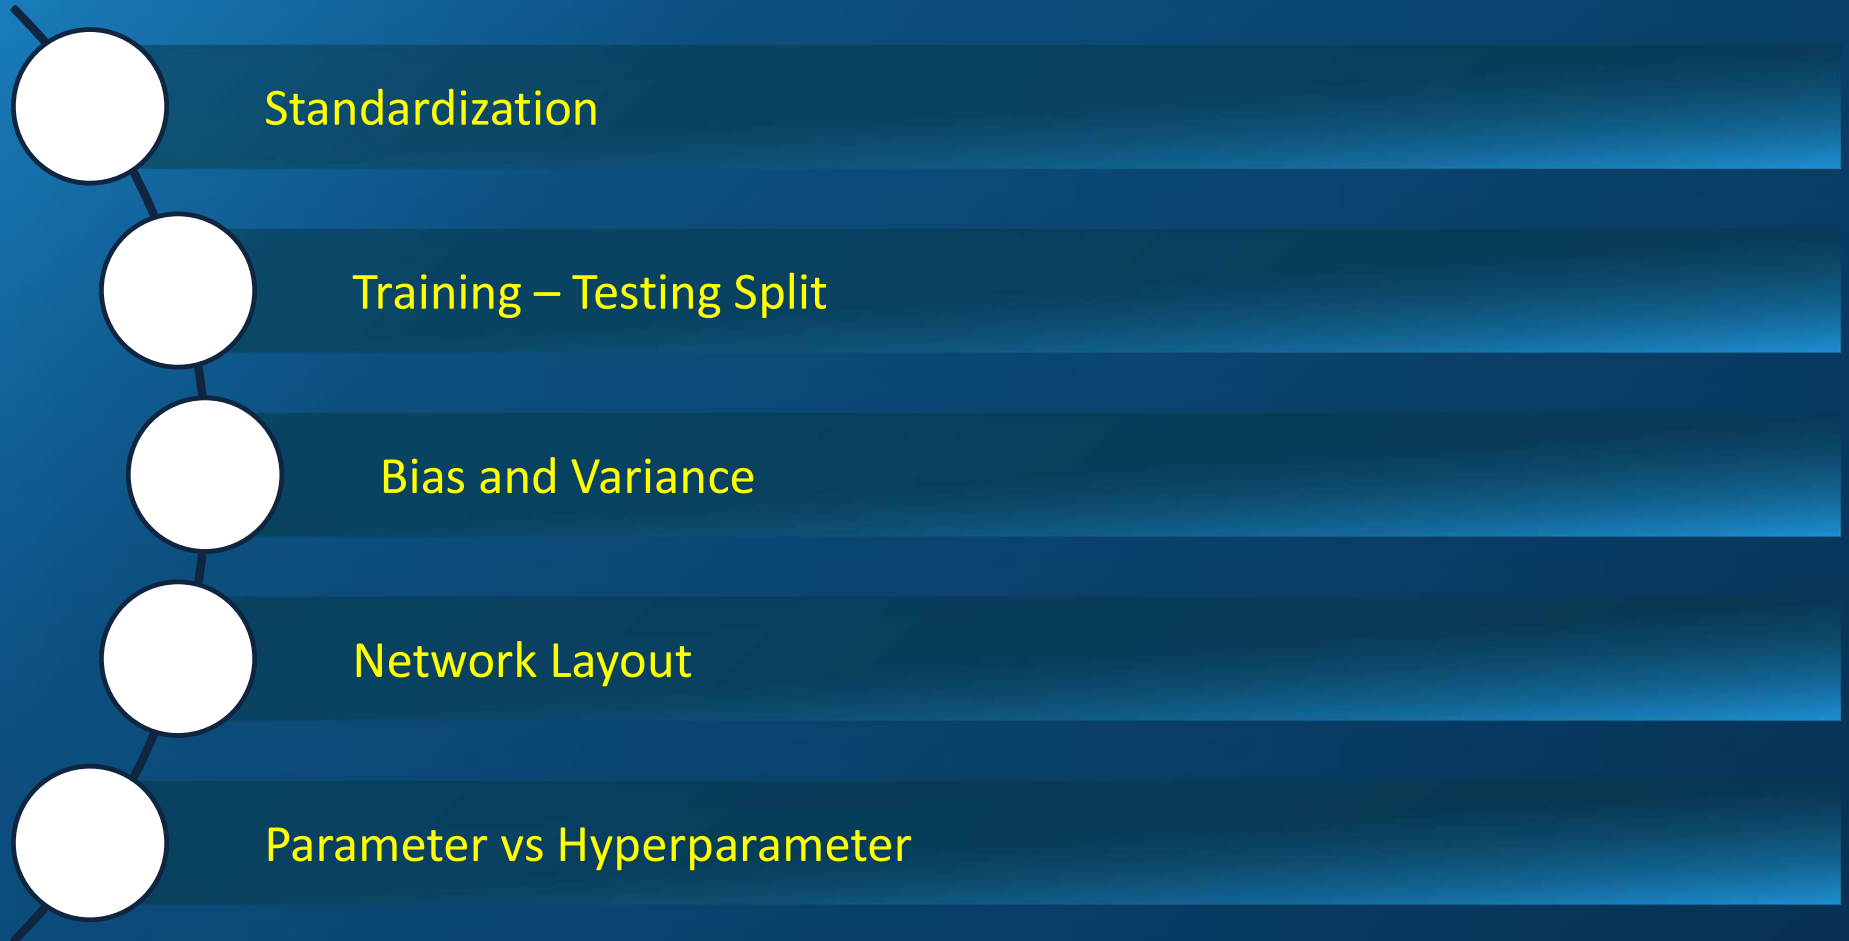 Standardization
Training – Testing Split
Bias and Variance
Network Layout
Parameter vs Hyperparameter